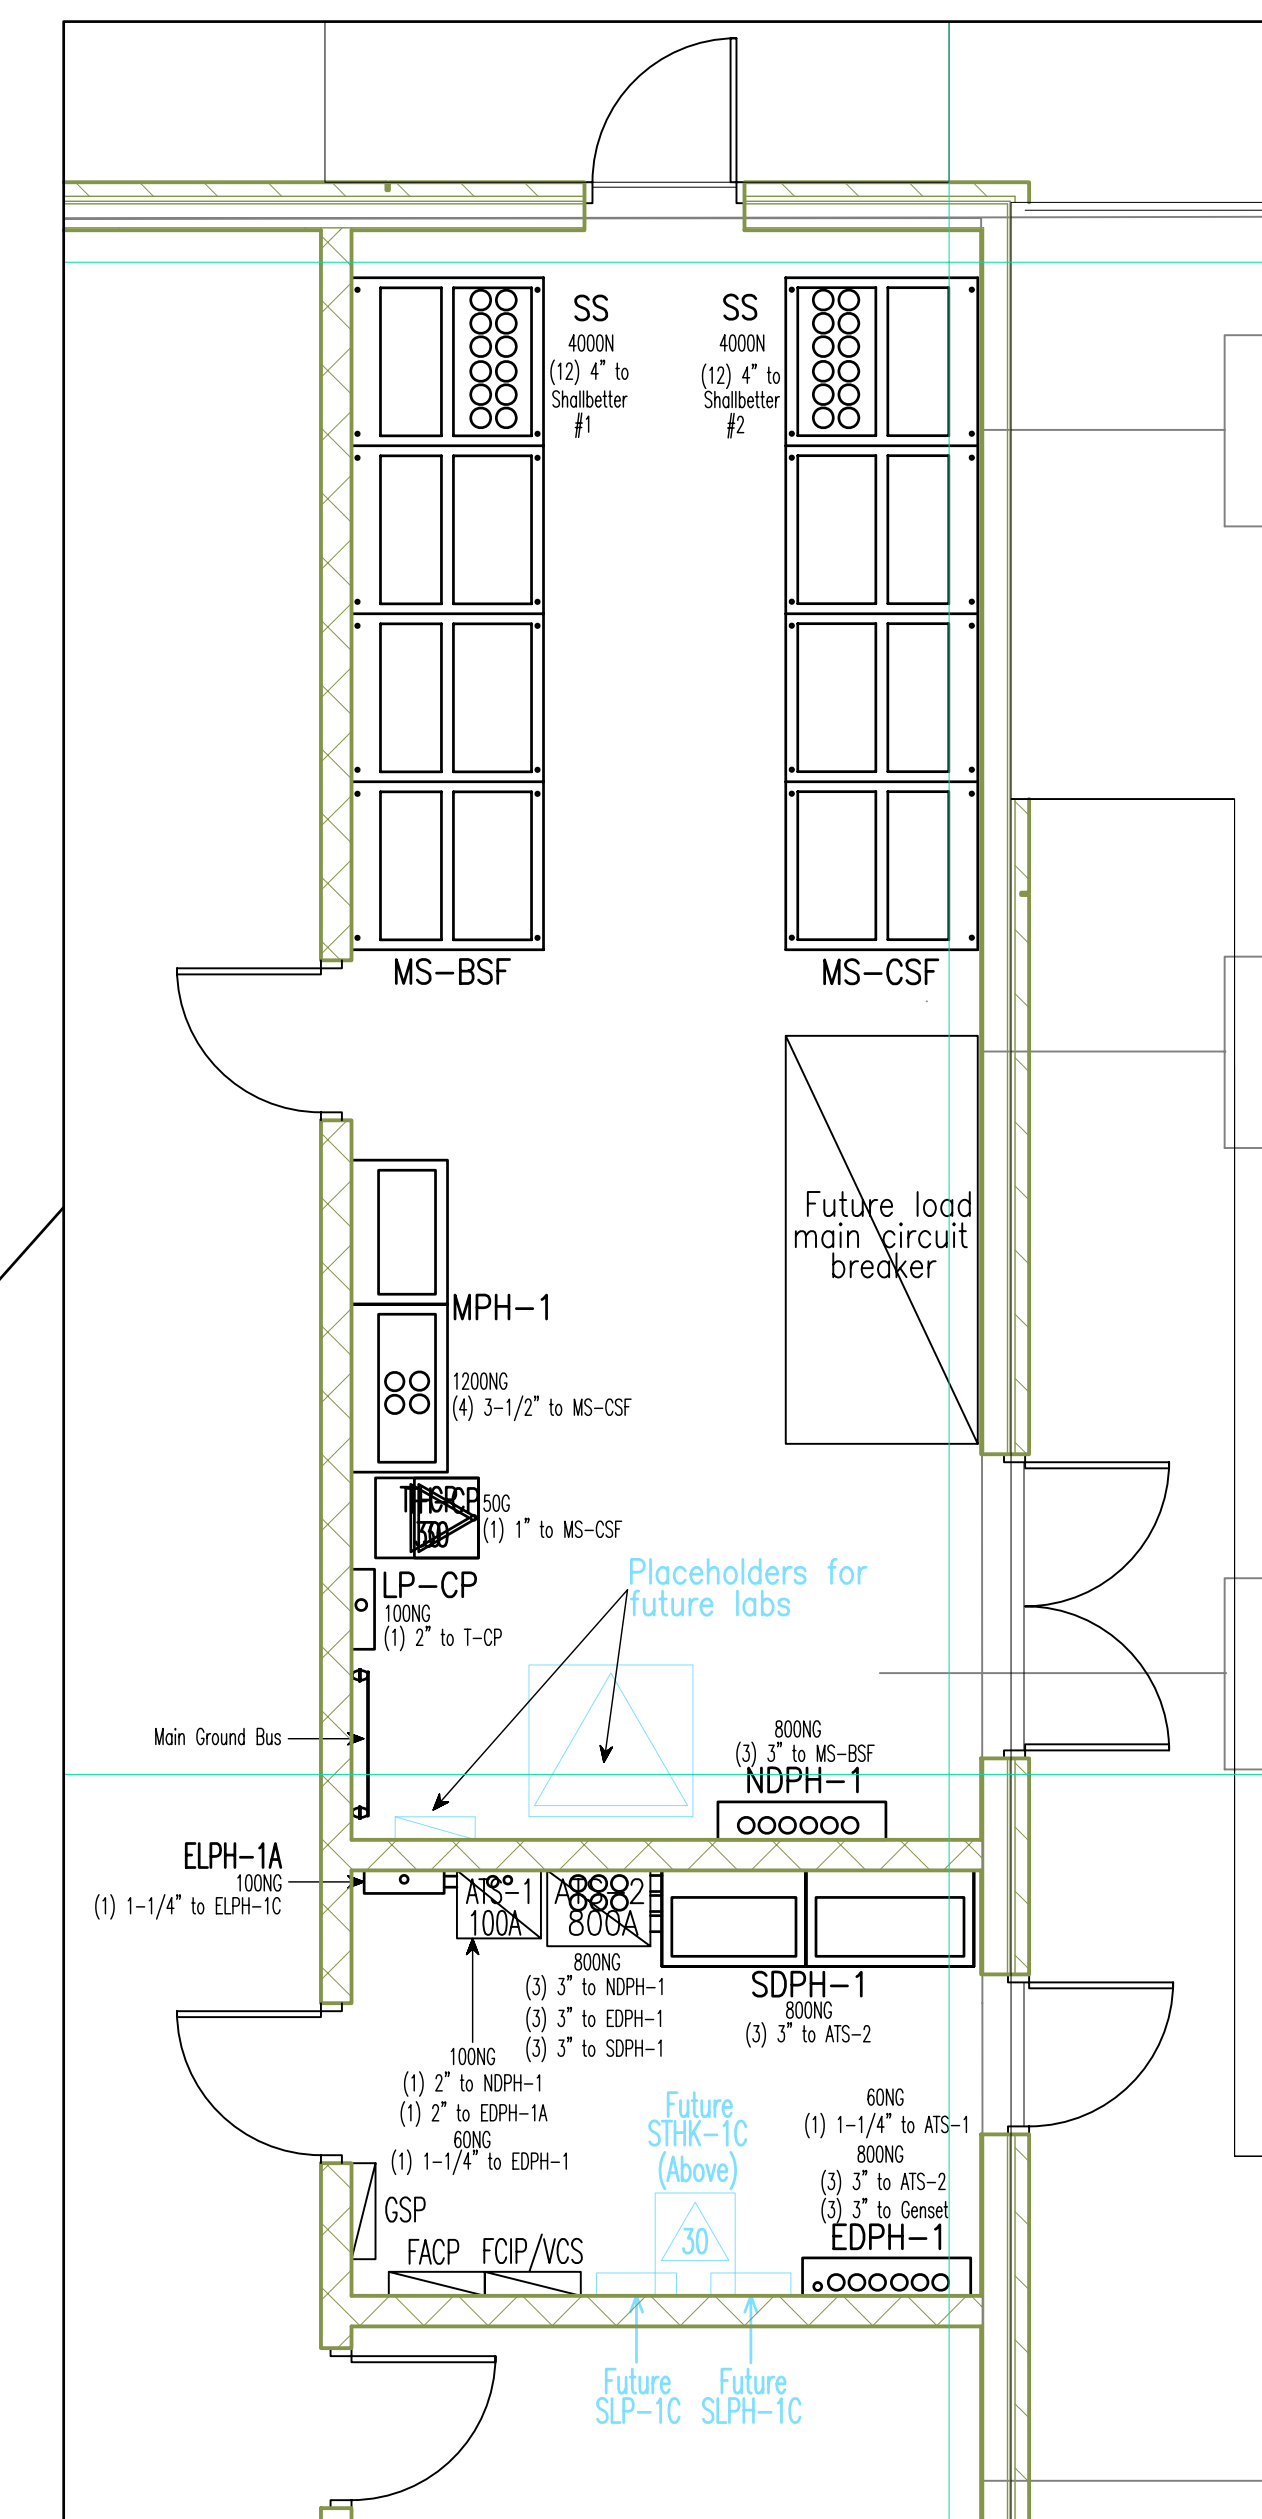 SS
4000N
(12) 4" to
Shallbetter
#1
SS
4000N
(12) 4" to
Shallbetter
#2
MS-BSF
MS-CSF
Future load
main circuit
breaker
MPH-1
1200NG
(4) 3-1/2" to MS-CSF
50G
(1) 1" to MS-CSF
LP-CP
100NG
(1) 2" to T-CP
Placeholders for
future labs
Main Ground Bus
800NG
(3) 3" to MS-BSF
NDPH-1
ELPH-1A
100NG
(1) 1-1/4" to ELPH-1C
ATS-1
100A
ATS-2
800A
800NG
(3) 3" to NDPH-1
(3) 3" to EDPH-1
(3) 3" to SDPH-1
SDPH-1
800NG
(3) 3" to ATS-2
100NG
(1) 2" to NDPH-1
(1) 2" to EDPH-1A
60NG
(1) 1-1/4" to EDPH-1
Future
STHK-1C
(Above)
30
60NG
(1) 1-1/4" to ATS-1
800NG
(3) 3" to ATS-2
(3) 3" to Genset
EDPH-1
GSP
FACP
FCIP/VCS
Future
SLP-1C
Future
SLPH-1C